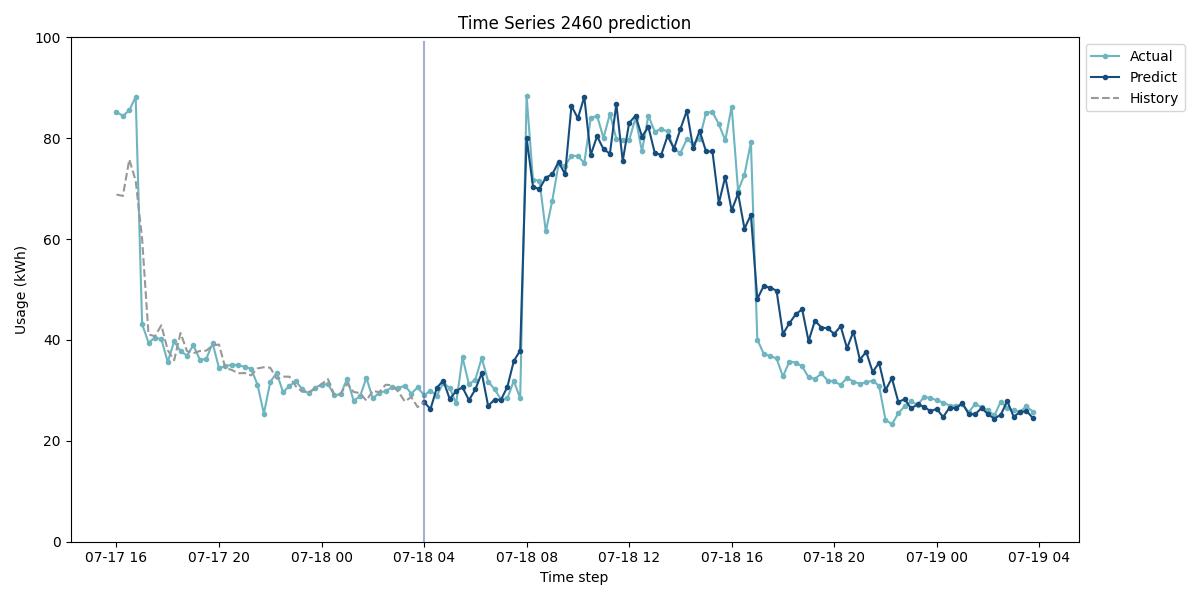 Time Series 2460 prediction
100
80
60
40
20
0
Usage (kWh)
07-17 16
07-17 20
07-18 00
07-18 04
07-18 08
07-18 12
07-18 16
07-18 20
07-19 00
07-19 04
Time step
Actual
Predict
History